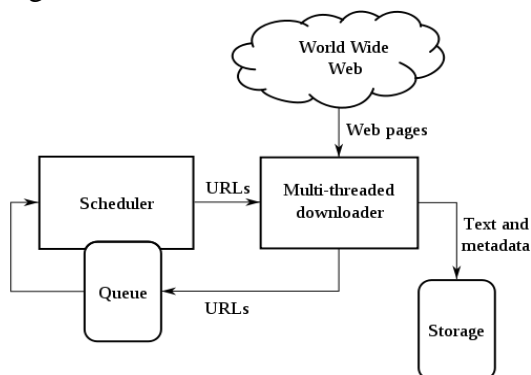 World Wide
Web
Web pages
Scheduler
URLs
Multi-threaded
downloader
Text and
metadata
Queue
URLs
Storage